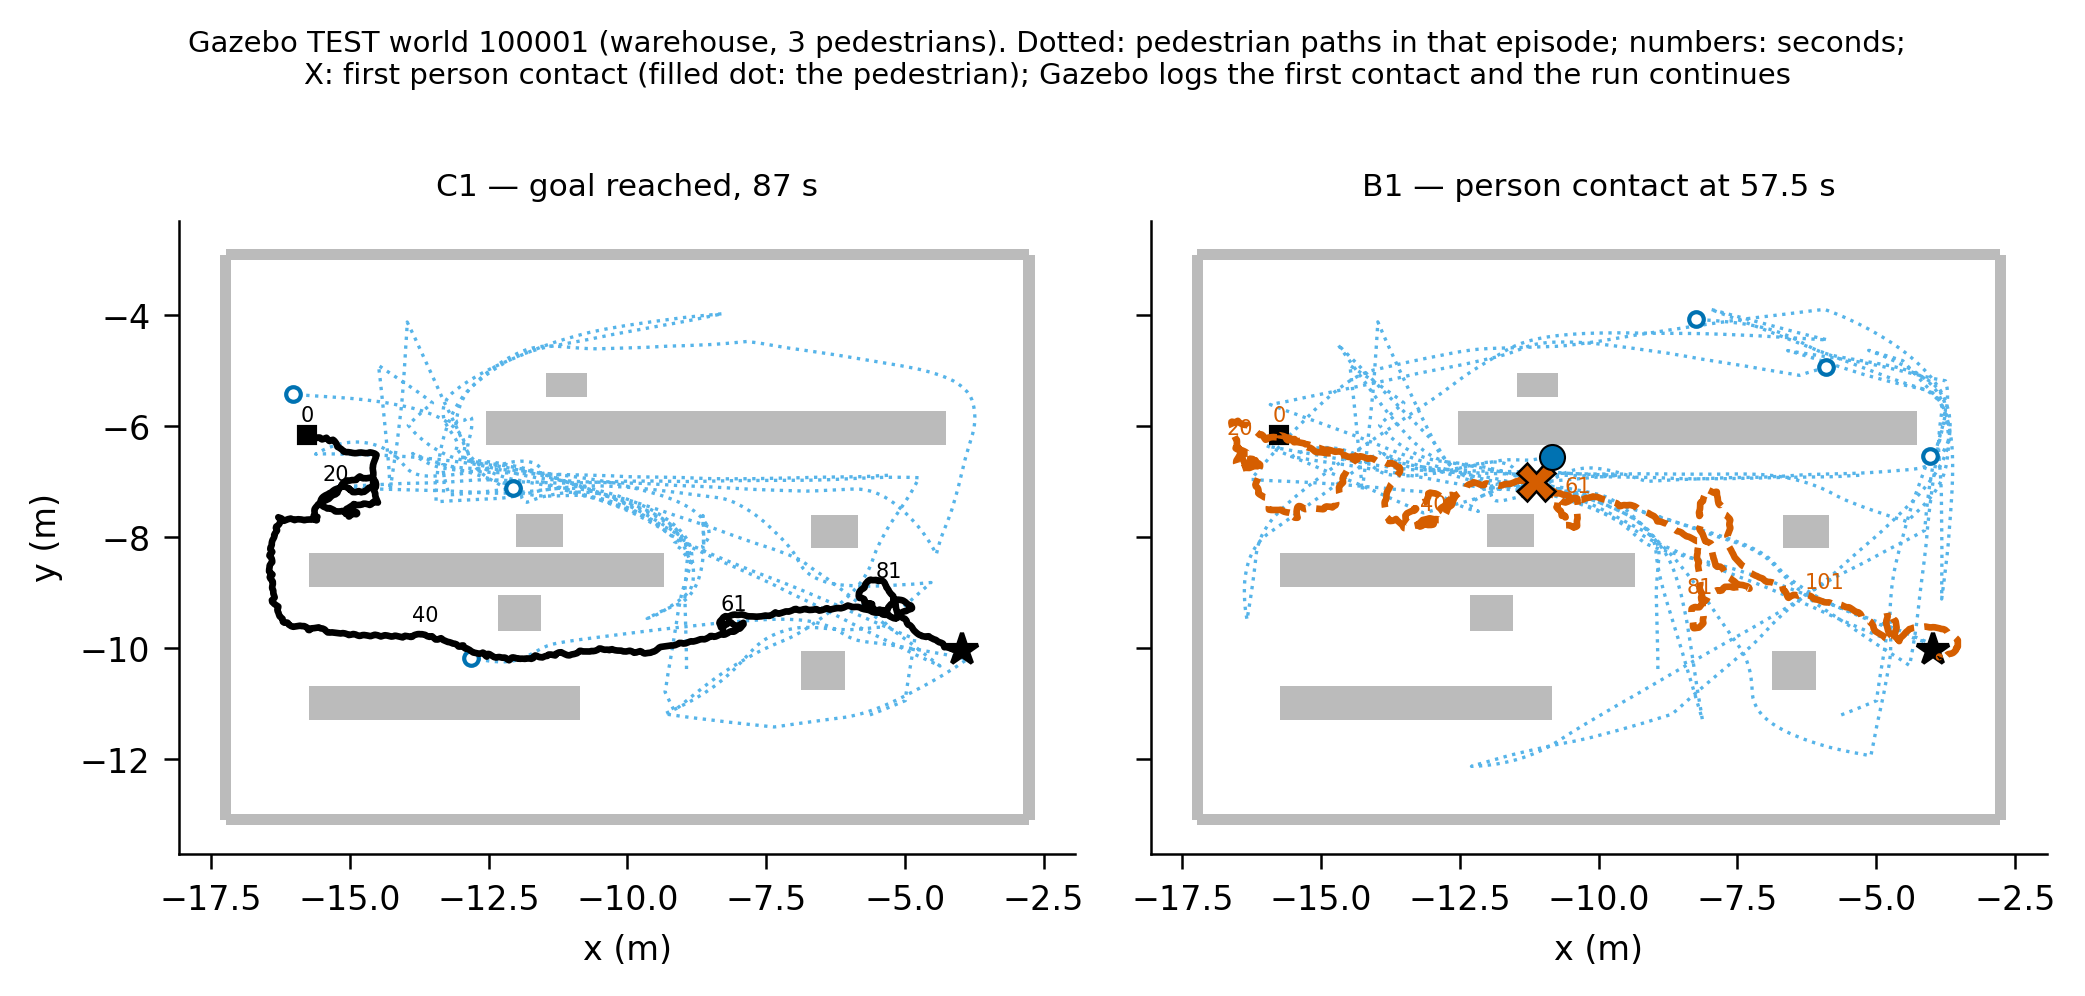 Gazebo TEST world 100001 (warehouse, 3 pedestrians). Dotted: pedestrian paths in that episode; numbers: seconds;
X: first person contact (filled dot: the pedestrian); Gazebo logs the first contact and the run continues
C1 — goal reached, 87 s
B1 — person contact at 57.5 s
y (m)
−4
−6
−8
−10
−12
0
20
40
61
81
0
20
40
61
81
101
−17.5 −15.0 −12.5 −10.0 −7.5 −5.0 −2.5
−17.5 −15.0 −12.5 −10.0 −7.5 −5.0 −2.5
x (m)
x (m)